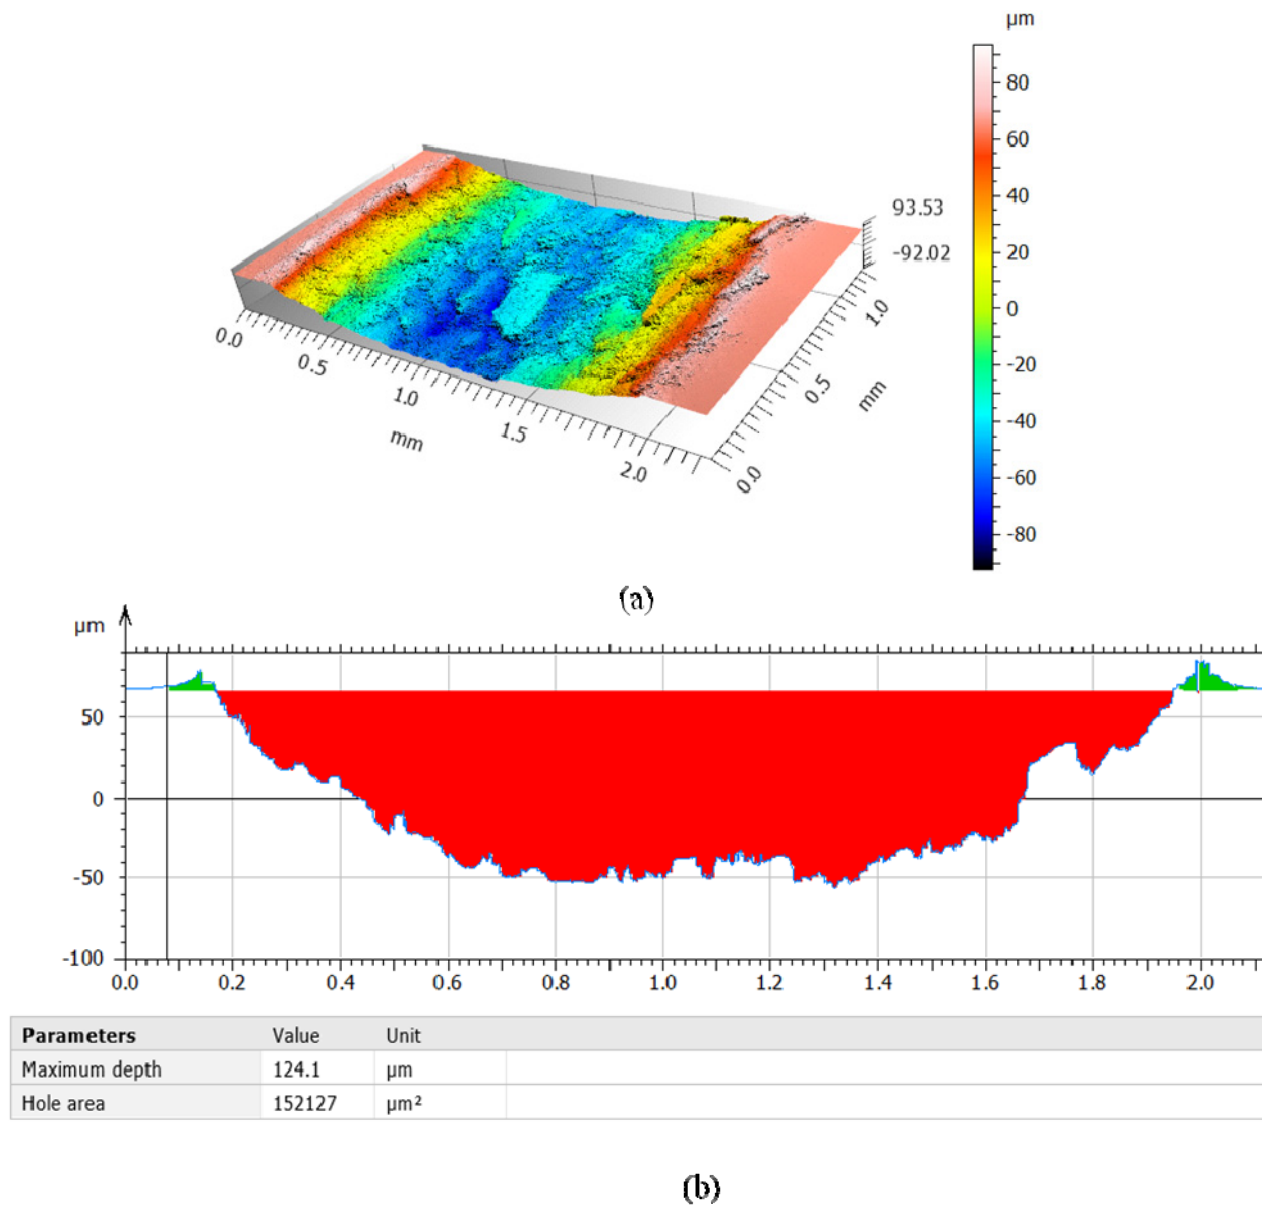 µm
80
60
40
20
0
-20
-40
-60
-80
93.53
-92.02
0.0
0.5
1.0
1.5
2.0
mm
0.0
0.5
1.0
mm
(a)
µm
50
0
-50
-100
0.0 0.2 0.4 0.6 0.8 1.0 1.2 1.4 1.6 1.8 2.0
Parameters Value Unit
Maximum depth 124.1 µm
Hole area 152127 µm²
(b)